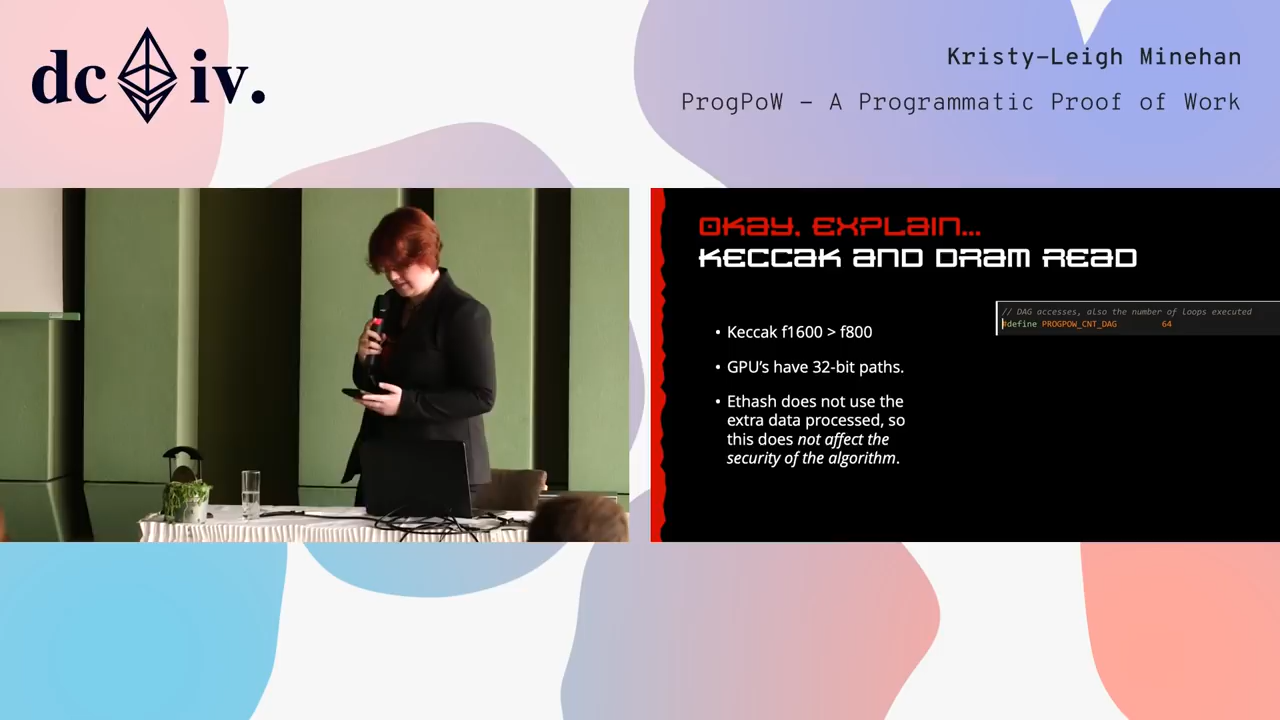 dc iv.
Kristy-Leigh Minehan
ProgPoW - A Programmatic Proof of Work
OKAY, EXPLAIN...
KECCAK AND DRAM READ
• Keccak f1600 > f800
• GPU's have 32-bit paths.
• Ethash does not use the
extra data processed, so
this does not affect the
security of the algorithm.
// DAG accesses, also the number of loops executed
#define PROGPOW_CNT_DAG 64